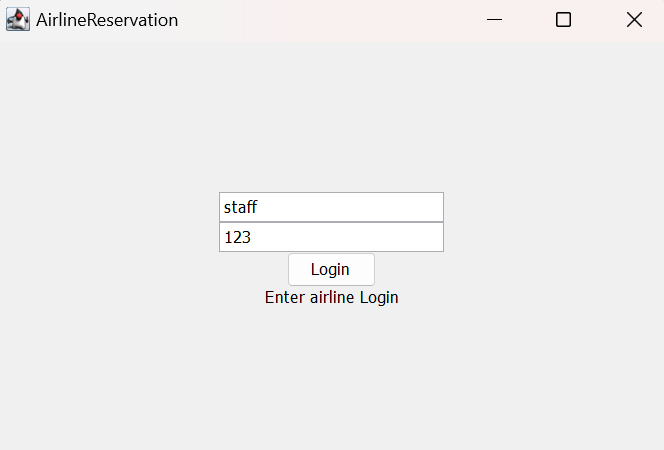 AirlineReservation
staff
123
Login
Enter airline Login